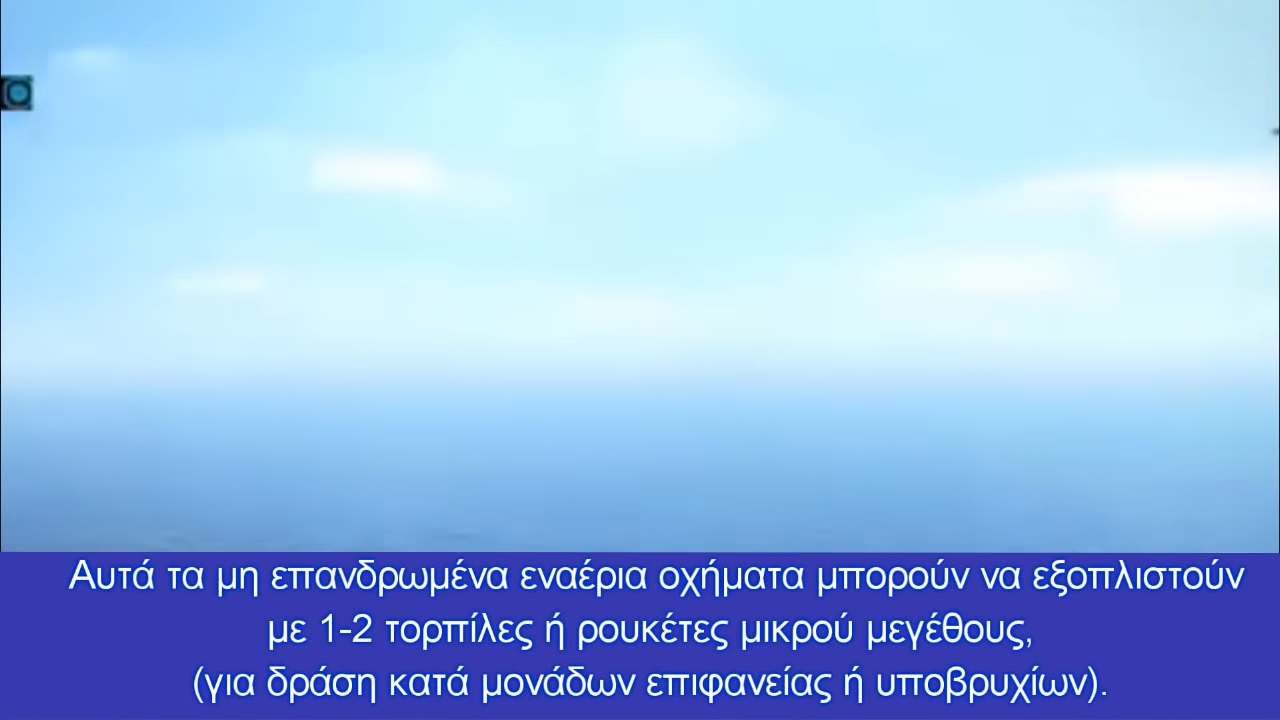 Αυτά τα μη επανδρωμένα εναέρια οχήματα μπορούν να εξοπλιστούν
με 1-2 τορπίλες ή ρουκέτες μικρού μεγέθους,
(για δράση κατά μονάδων επιφανείας ή υποβρυχίων).